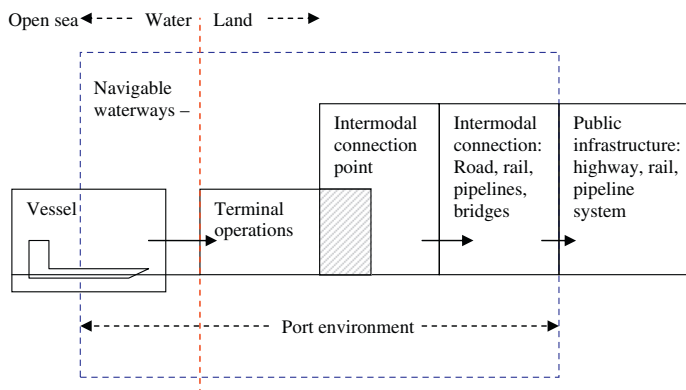 Open sea Water Land
Navigable
waterways –
Intermodal
connection
point
Intermodal
connection:
Road, rail,
pipelines,
bridges
Public
infrastructure:
highway, rail,
pipeline
system
Vessel
Terminal
operations
Port environment